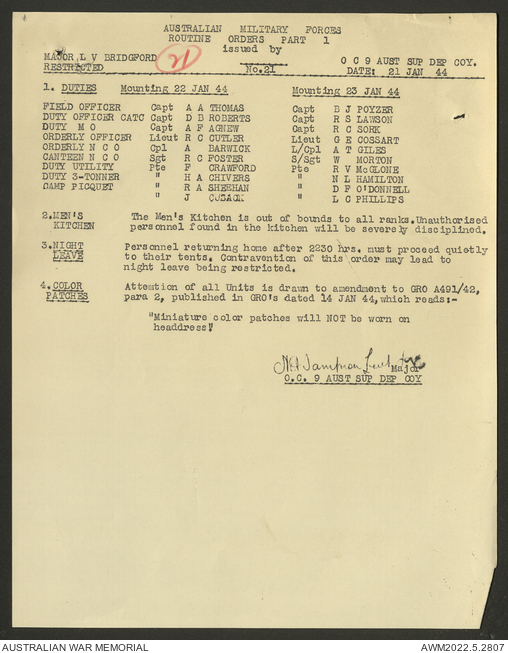 AUSTRALIAN MILITARY FORCES
ROUTINE ORDERS PART 1
issued by
MAJOR L V BRIDGFORD
21
O C 9 AUST SUP DEP COY.
RESTRICTED
No.21
DATE: 21 JAN 44
1. DUTIES Mounting 22 JAN 44 Mounting 23 JAN 44
FIELD OFFICER Capt A A THOMAS Capt B J POYZER
DUTY OFFICER CATC Capt D B ROBERTS Capt R S LAWSON
DUTY M O Capt A F AGNEW Capt R C SORK
ORDERLY OFFICER Lieut R C CUTLER Lieut G E COSSART
ORDERLY N C O Cpl A BARWICK L/Cpl A T GILES
CANTEEN N C O Sgt R C FOSTER S/Sgt W MORTON
DUTY UTILITY Pte F CRAWFORD Pte R V McGLONE
DUTY 3-TONNER " H A CHIVERS " N L HAMILTON
CAMP PICQUET " R A SHEEHAN " D F O'DONNELL
" J CUSACK " L C PHILLIPS
2.MEN'S The Men's Kitchen is out of bounds to all ranks.Unauthorised
KITCHEN personnel found in the kitchen will be severely disciplined.
3.NIGHT Personnel returning home after 2230 hrs. must proceed quietly
LEAVE to their tents. Contravention of this order may lead to
night leave being restricted.
4.COLOR Attention of all Units is drawn to amendment to GRO A491/42,
PATCHES para 2, published in GRO's dated 14 JAN 44,which reads:-
"Miniature color patches will NOT be worn on
headdress"
Lieut for Major
O.C. 9 AUST SUP DEP COY
AUSTRALIAN WAR MEMORIAL
AWM2022.5.2807